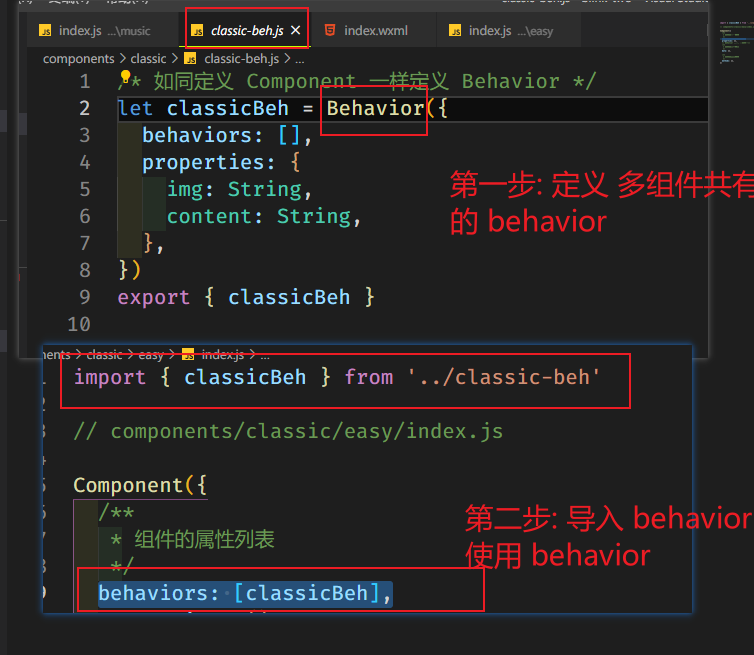 index.js ...\music
classic-beh.js
index.wxml
index.js ...\easy
components > classic > classic-beh.js > ...
1 /* 如同定义 Component 一样定义 Behavior */
2 let classicBeh = Behavior({
3 behaviors: [],
4 properties: {
5 img: String,
6 content: String,
7 },
8 })
9 export { classicBeh }
10
第一步: 定义 多组件共有
的 behavior
nents > classic > easy > index.js > ...
import { classicBeh } from '../classic-beh'
// components/classic/easy/index.js
Component({
/**
* 组件的属性列表
*/
behaviors: [classicBeh],
第二步: 导入 behavior
使用 behavior